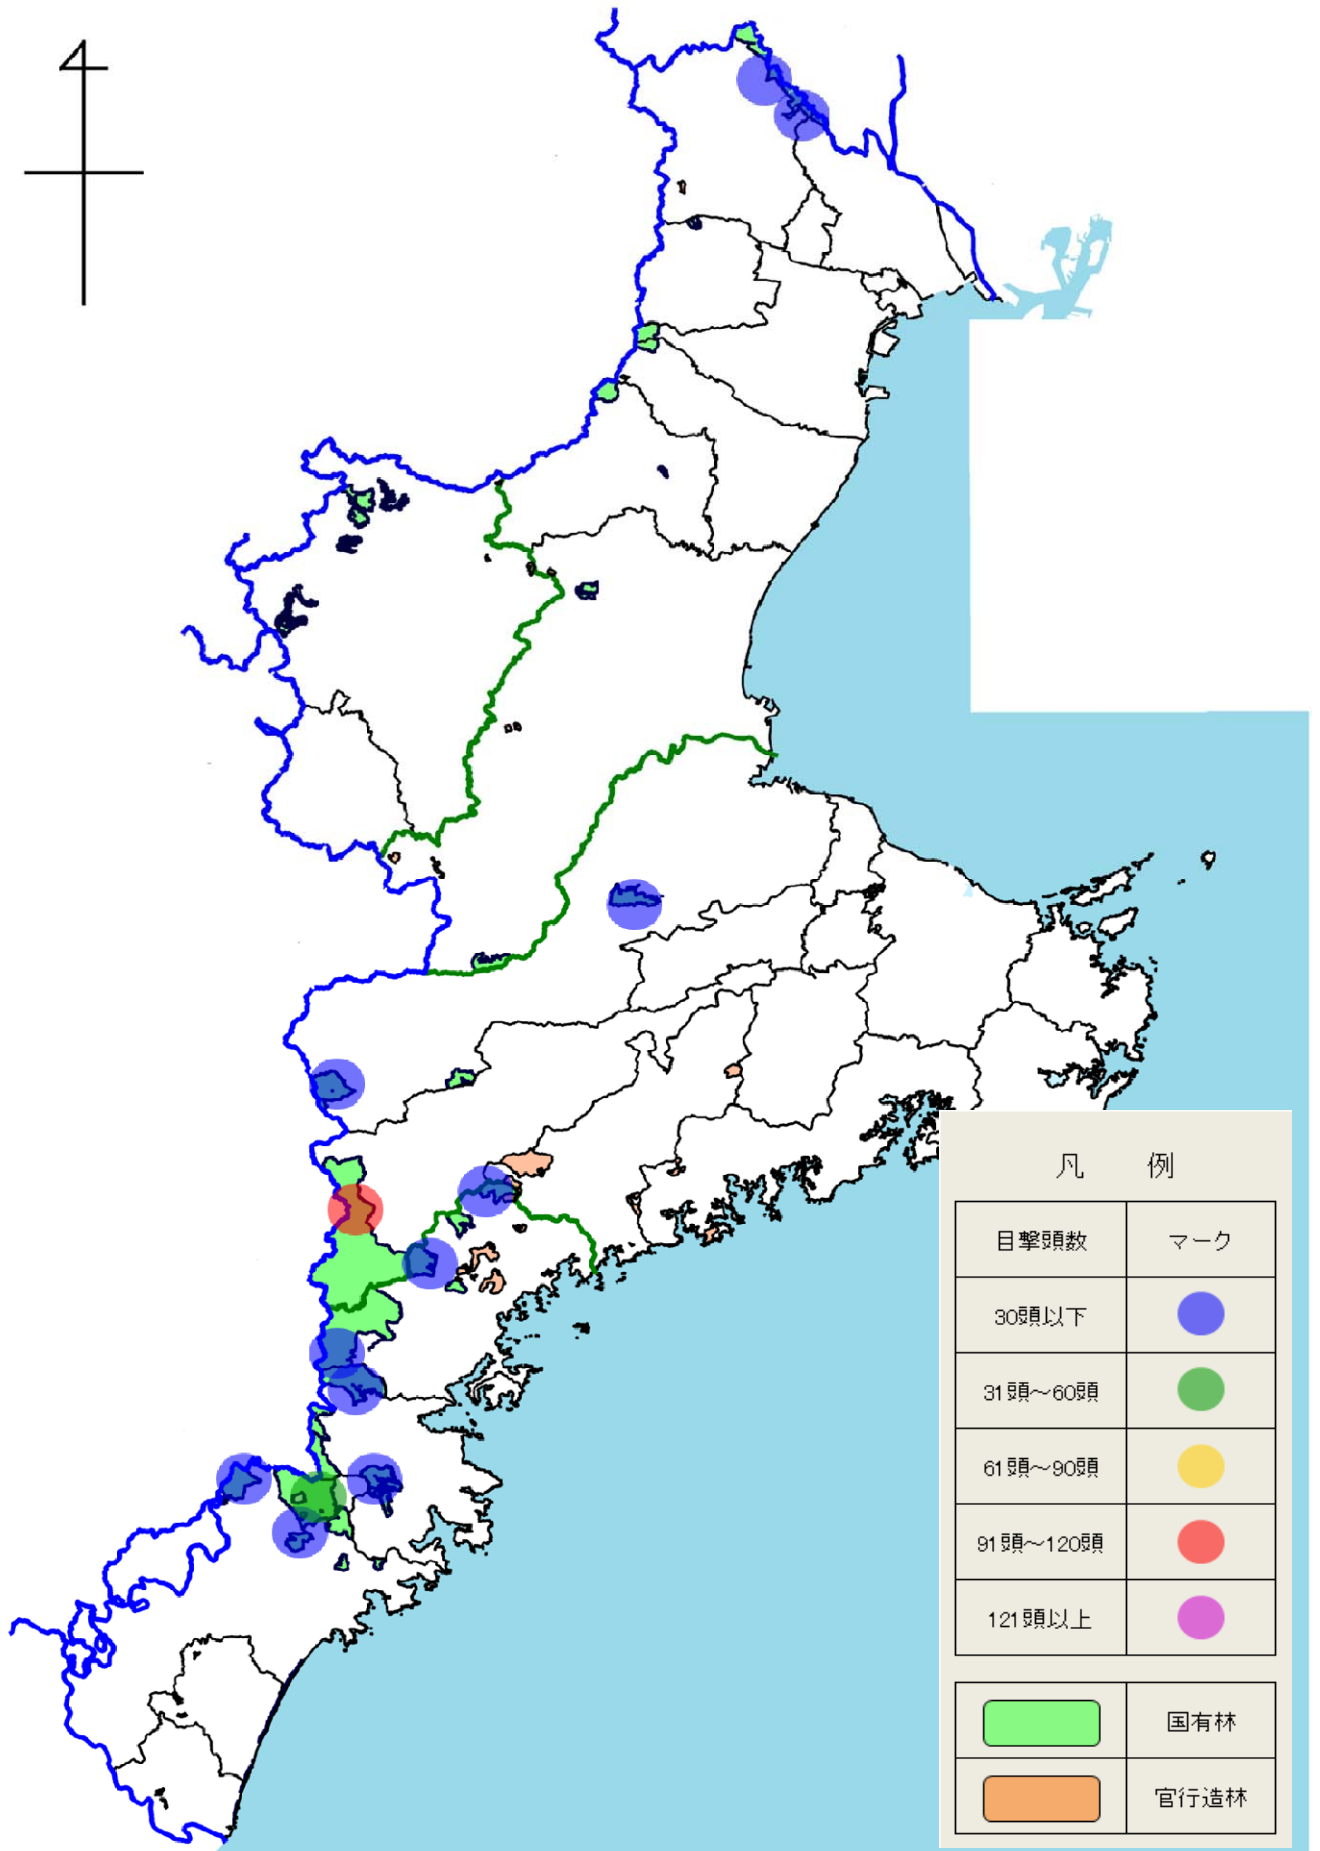 凡 例
目撃頭数 マーク
30頭以下
31頭～60頭
61頭～90頭
91頭～120頭
121頭以上
国有林
官行造林